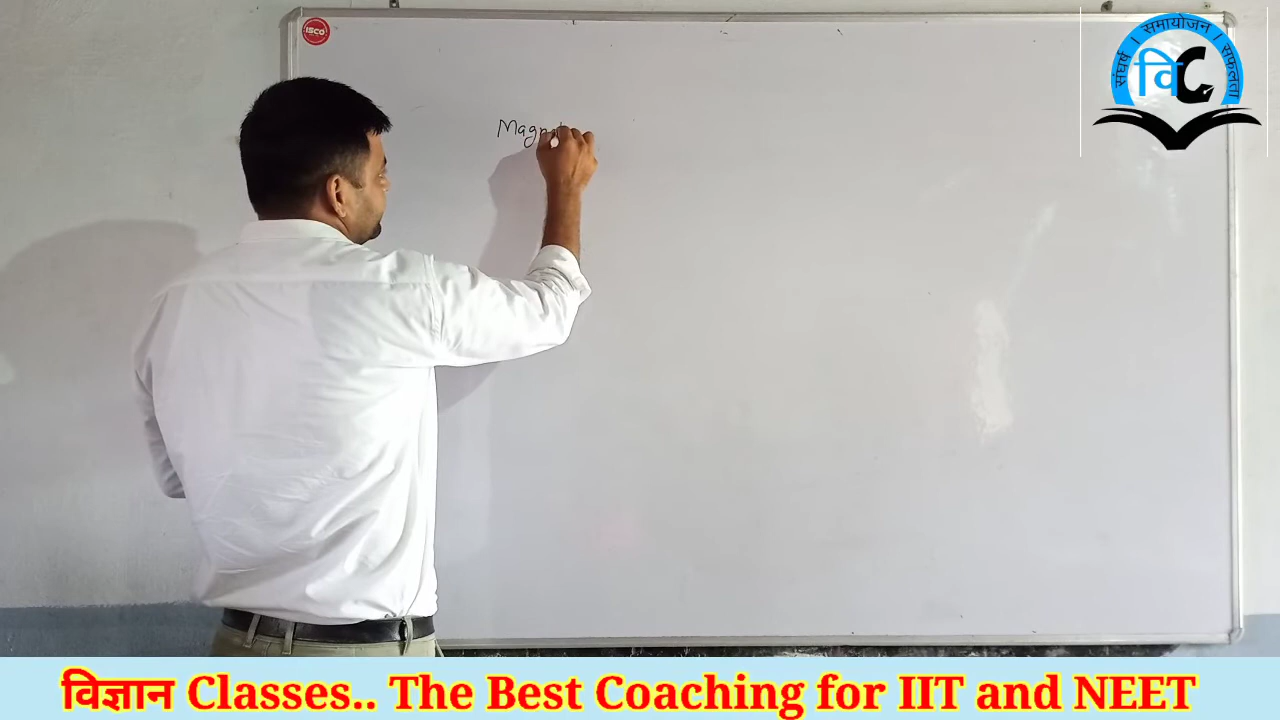 ISCO
संघर्ष । समायोजन । सफलता
विC
Magn
विज्ञान Classes.. The Best Coaching for IIT and NEET